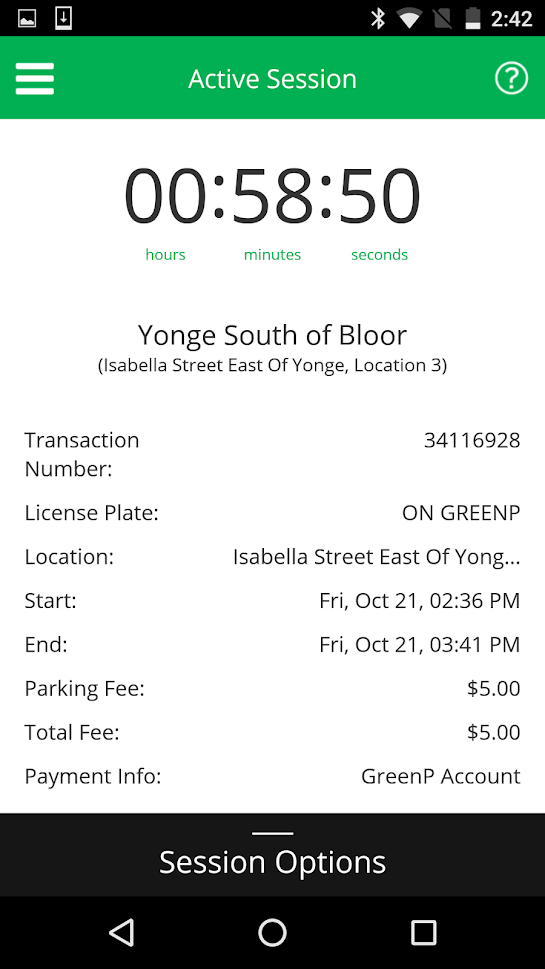 2:42
Active Session
?
00:58:50
hours minutes seconds
Yonge South of Bloor
(Isabella Street East Of Yonge, Location 3)
Transaction Number: 34116928
License Plate: ON GREENP
Location: Isabella Street East Of Yong...
Start: Fri, Oct 21, 02:36 PM
End: Fri, Oct 21, 03:41 PM
Parking Fee: $5.00
Total Fee: $5.00
Payment Info: GreenP Account
Session Options